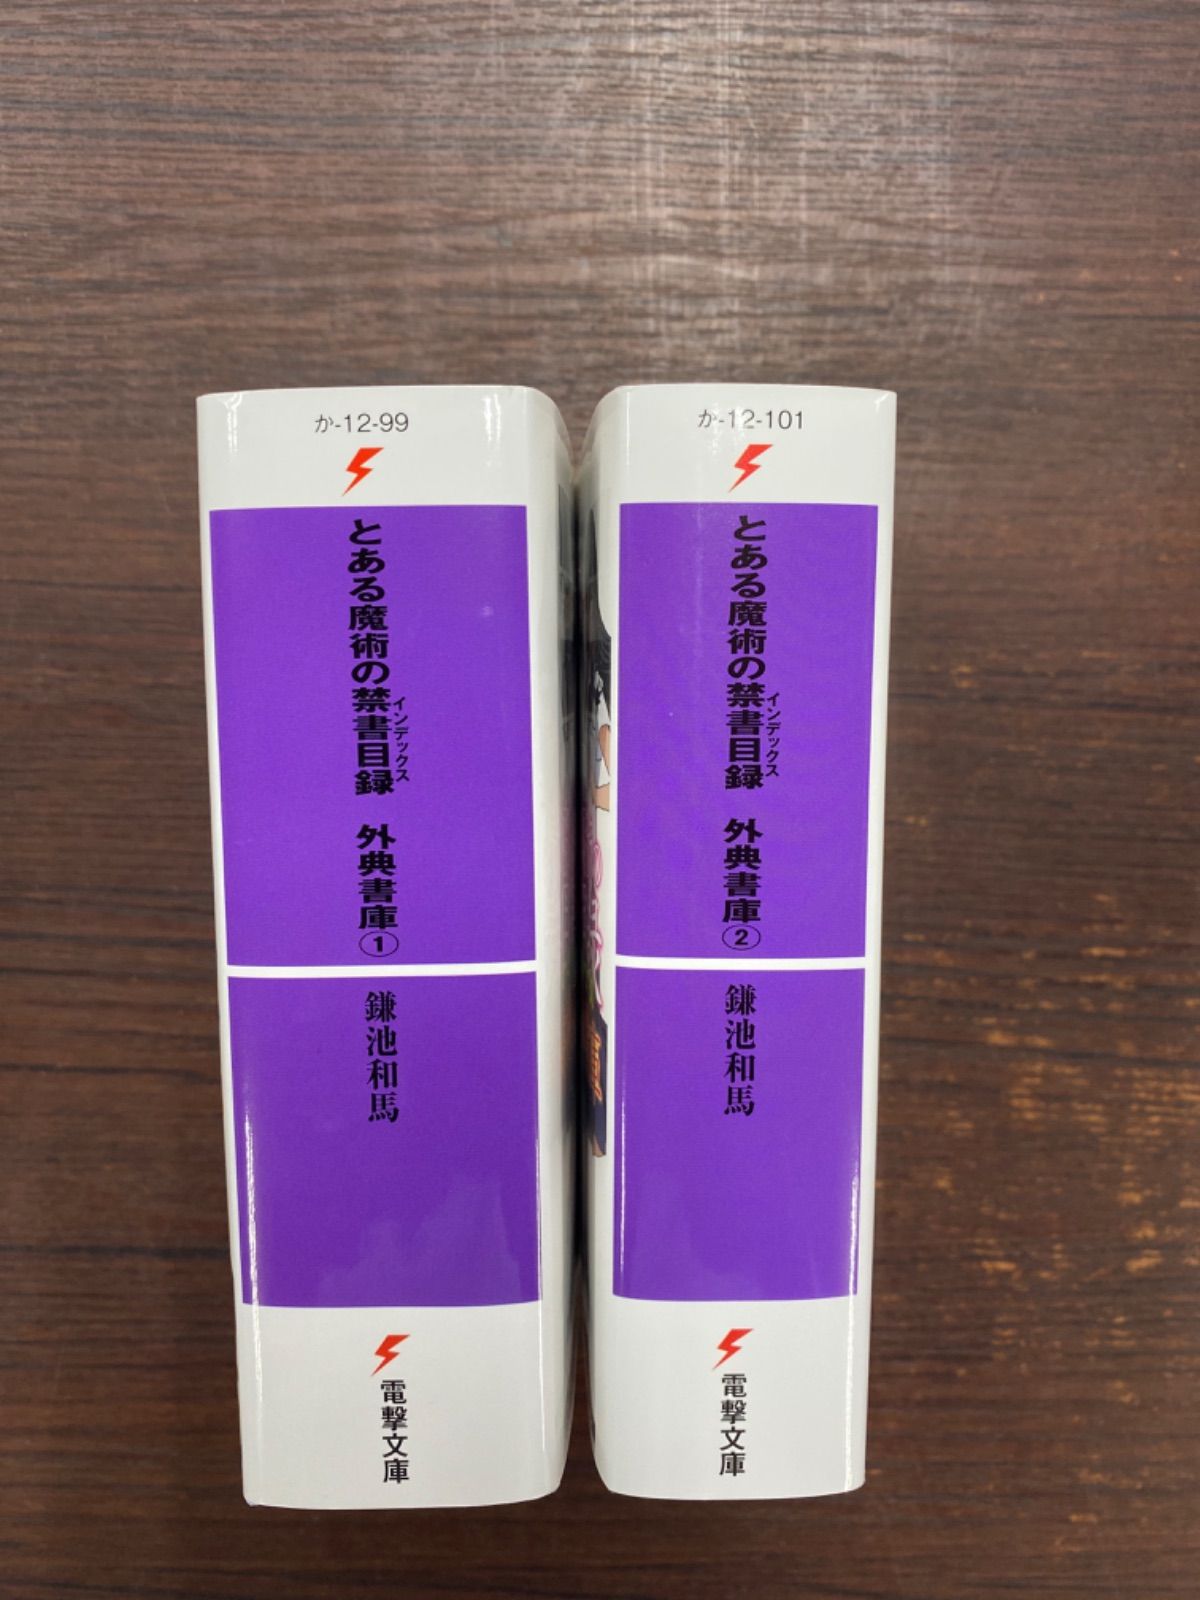 か-12-99
とある魔術の禁書目録 外典書庫①
インデックス
鎌池和馬
電撃文庫
か-12-101
とある魔術の禁書目録 外典書庫②
インデックス
鎌池和馬
電撃文庫